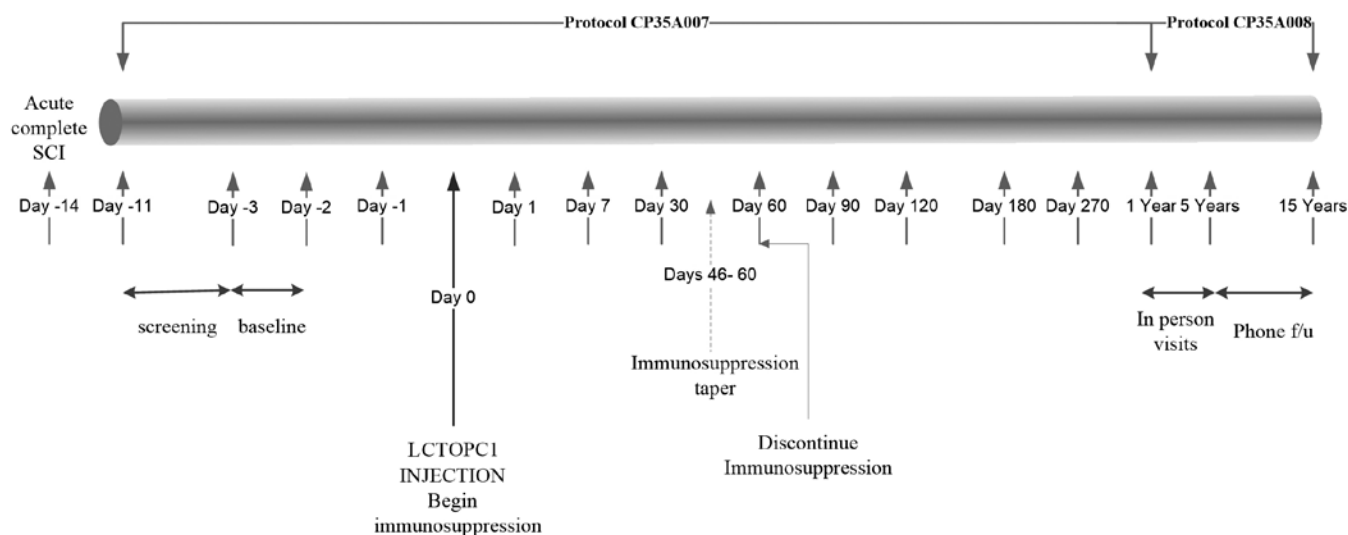 Protocol CP35A007
Protocol CP35A008
Acute
complete
SCI
Day -14
Day -11
Day -3
Day -2
Day -1
Day 1
Day 7
Day 30
Day 60
Day 90
Day 120
Day 180
Day 270
1 Year
5 Years
15 Years
Days 46- 60
Day 0
screening
baseline
In person
visits
Phone f/u
Immunosuppression
taper
LCTOPC1
INJECTION
Begin
immunosuppression
Discontinue
Immunosuppression